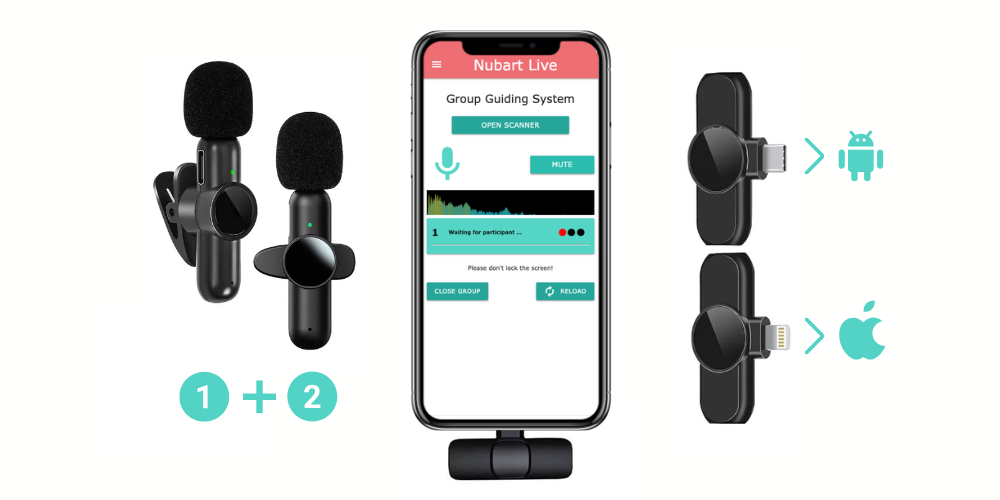 Nubart Live
Group Guiding System
OPEN SCANNER
MUTE
1 Waiting for participant ...
Please don't lock the screen!
CLOSE GROUP
RELOAD
1 + 2